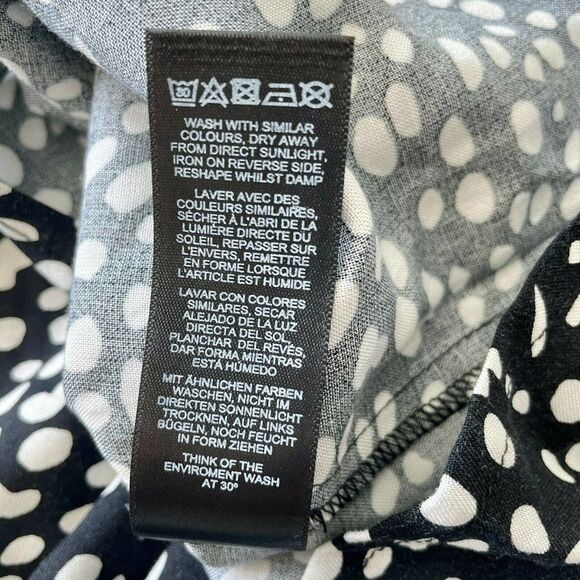 30
WASH WITH SIMILAR
COLOURS, DRY AWAY
FROM DIRECT SUNLIGHT,
IRON ON REVERSE SIDE,
RESHAPE WHILST DAMP
LAVER AVEC DES
COULEURS SIMILAIRES,
SÉCHER À L'ABRI DE LA
LUMIÈRE DIRECTE DU
SOLEIL, REPASSER SUR
L'ENVERS, REMETTRE
EN FORME LORSQUE
L'ARTICLE EST HUMIDE
LAVAR CON COLORES
SIMILARES, SECAR
ALEJADO DE LA LUZ
DIRECTA DEL SOL,
PLANCHAR DEL REVÉS,
DAR FORMA MIENTRAS
ESTÁ HÚMEDO
MIT ÄHNLICHEN FARBEN
WASCHEN, NICHT IM
DIREKTEN SONNENLICHT
TROCKNEN, AUF LINKS
BÜGELN, NOCH FEUCHT
IN FORM ZIEHEN
THINK OF THE
ENVIROMENT WASH
AT 30°